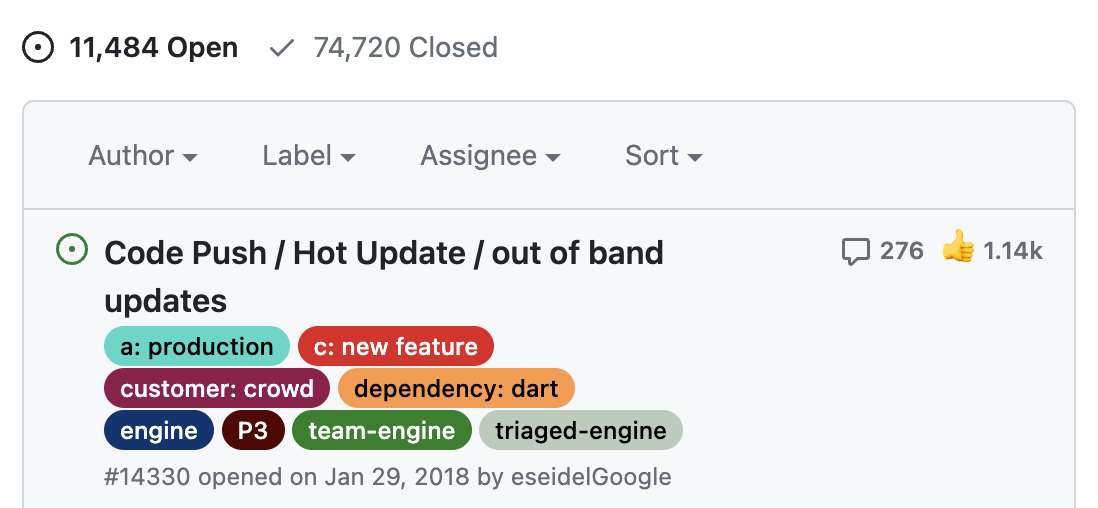 11,484 Open 74,720 Closed
Author Label Assignee Sort
Code Push / Hot Update / out of band 276 1.14k
updates
a: production c: new feature
customer: crowd dependency: dart
engine P3 team-engine triaged-engine
#14330 opened on Jan 29, 2018 by eseidelGoogle